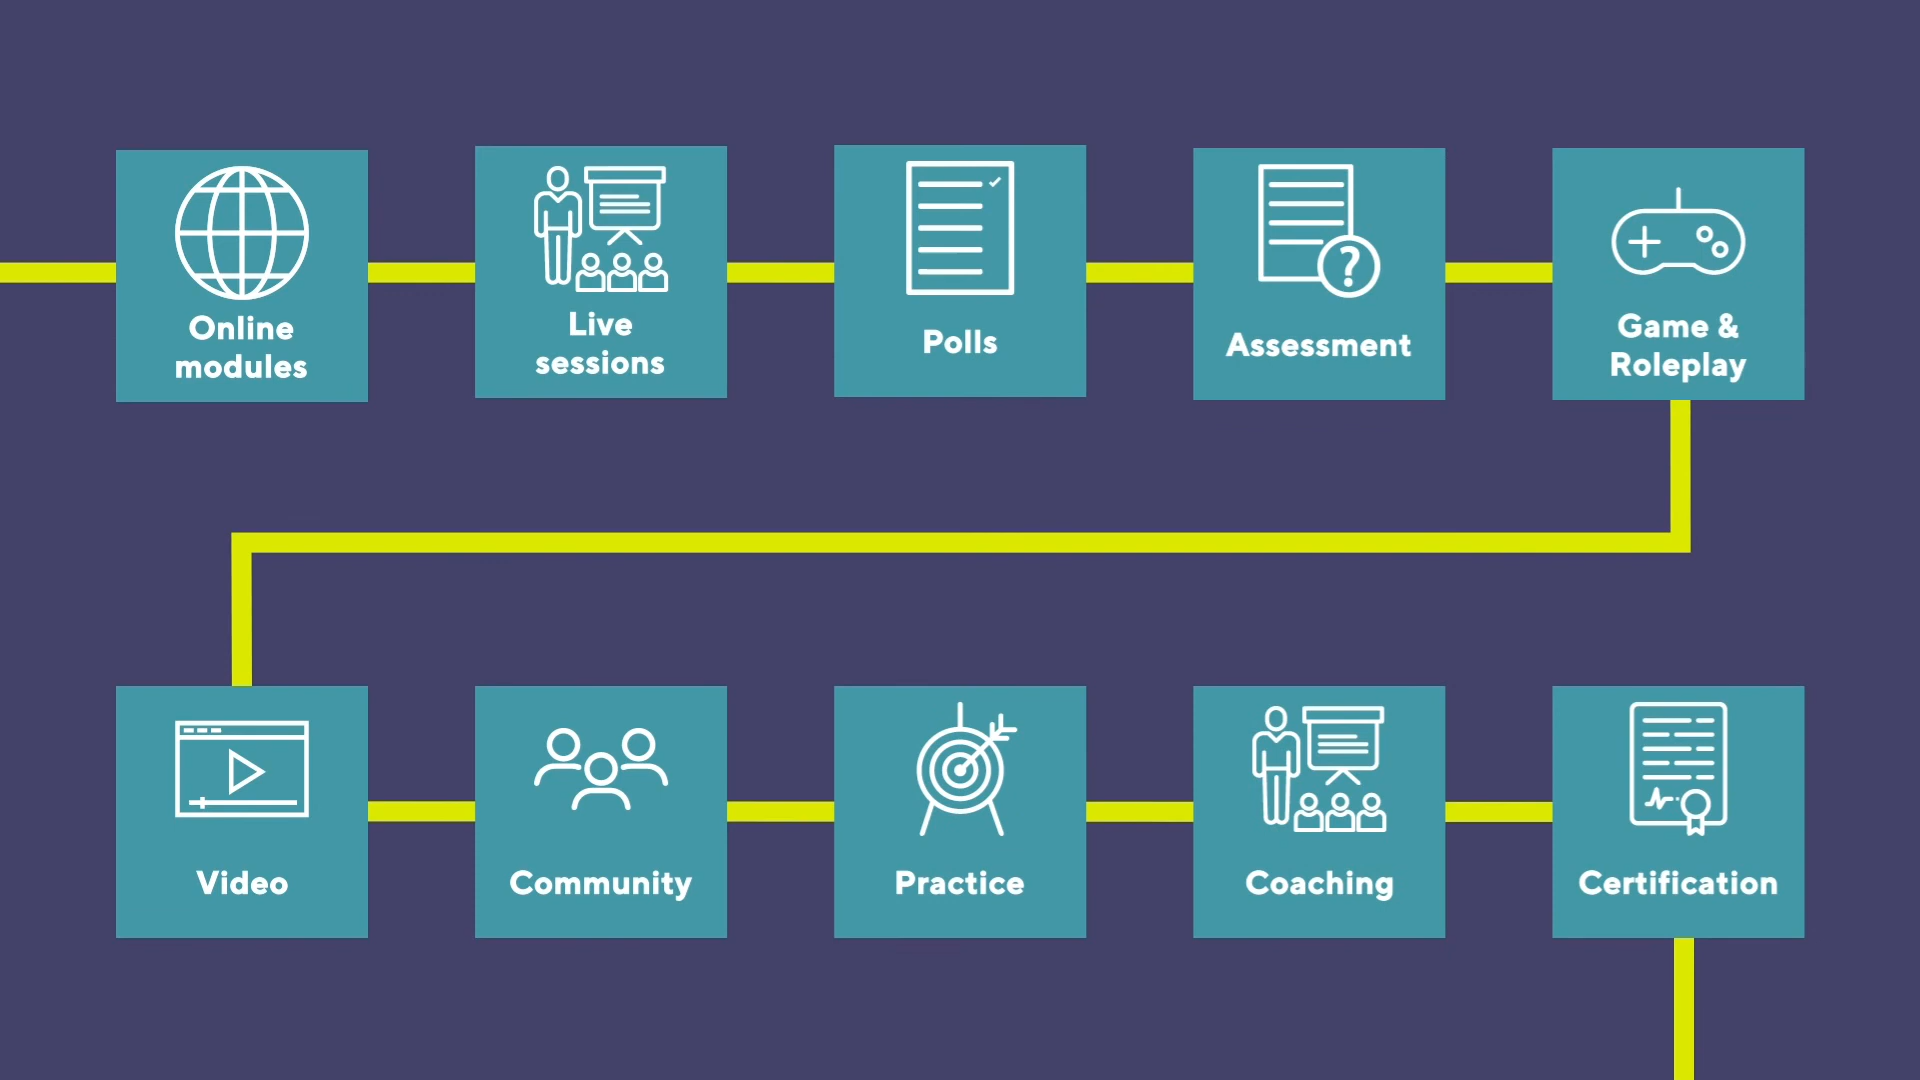 Online
modules
Live
sessions
Polls
?
Assessment
Game &
Roleplay
Video
Community
Practice
Coaching
Certification